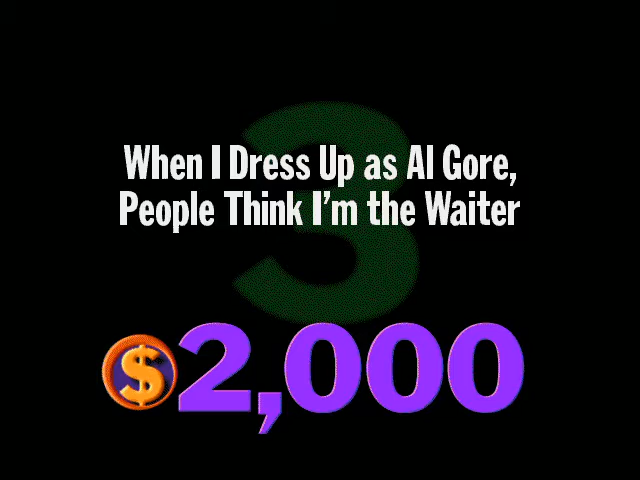 3
When I Dress Up as Al Gore,
People Think I'm the Waiter
$2,000